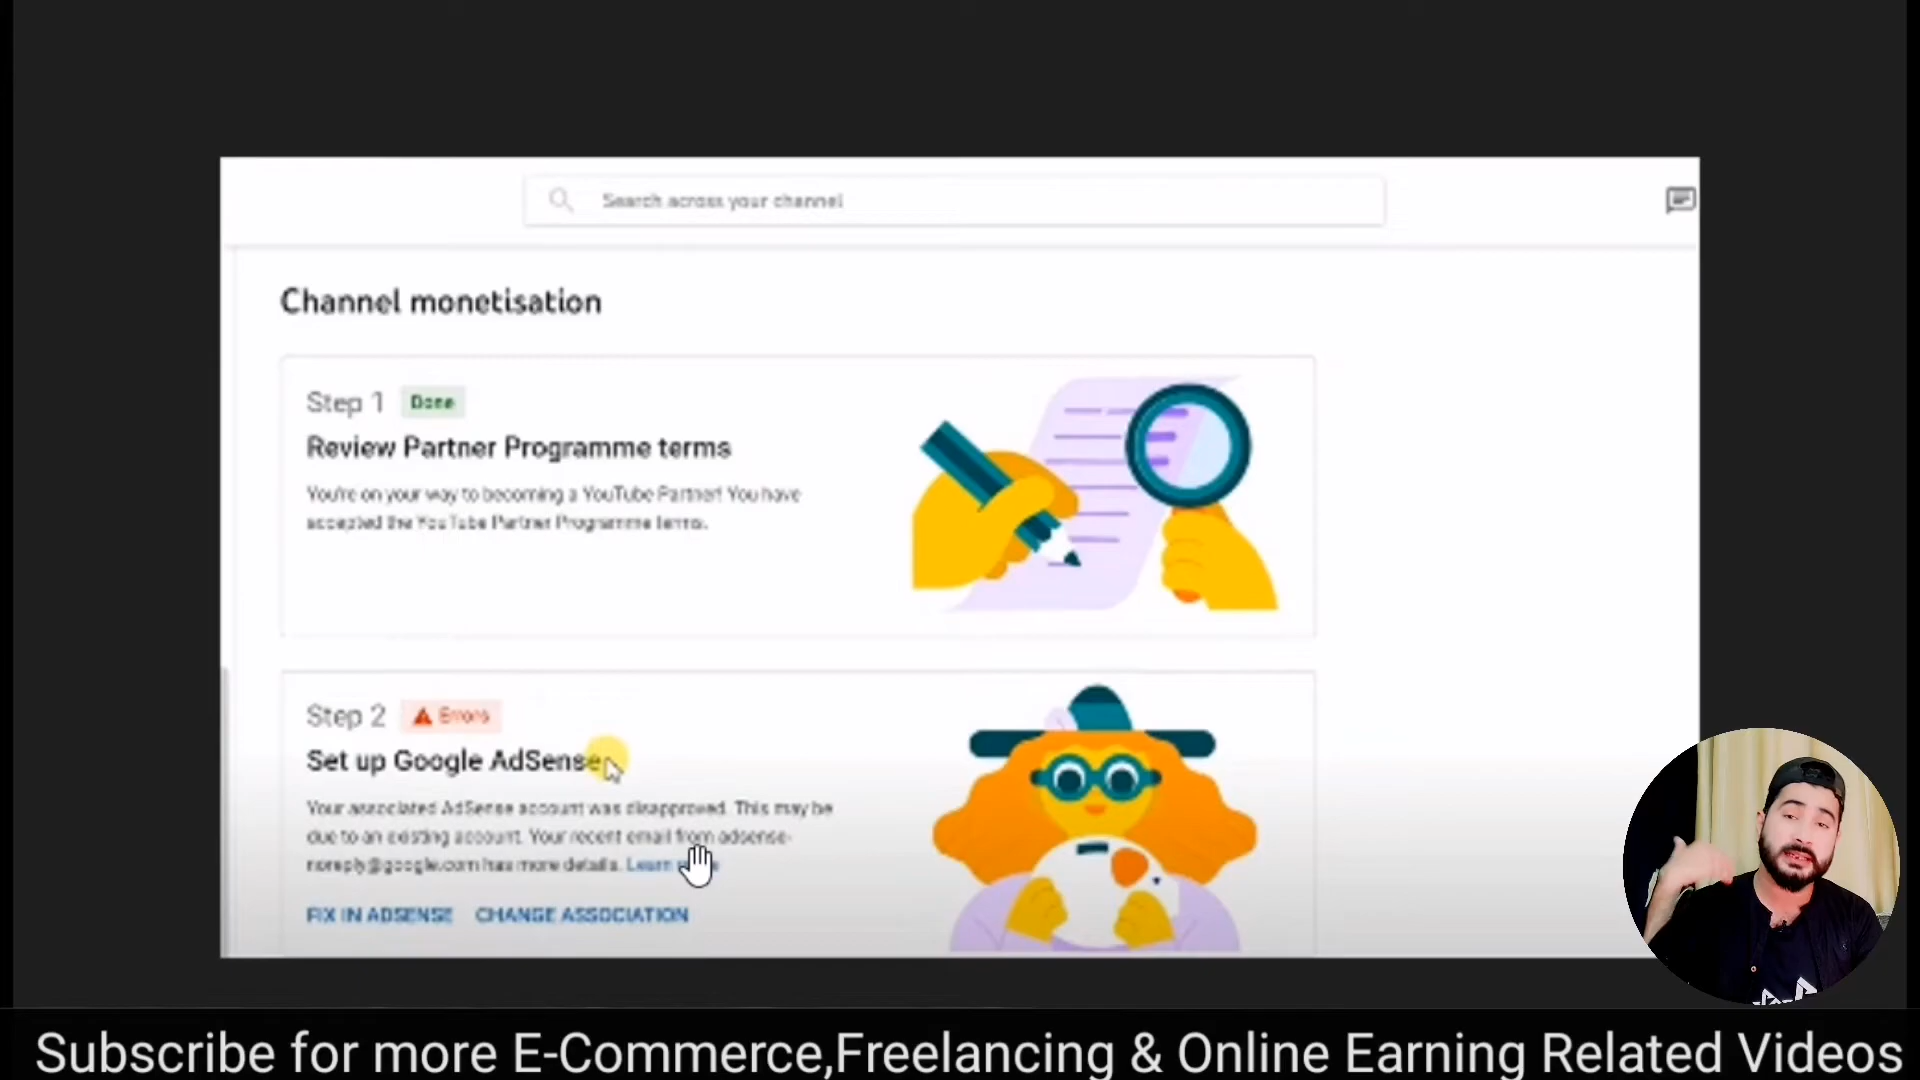 Search across your channel
Channel monetisation
Step 1 Done
Review Partner Programme terms
You're on your way to becoming a YouTube Partner! You have
accepted the YouTube Partner Programme terms.
Step 2 Errors
Set up Google AdSense
Your associated AdSense account was disapproved. This may be
due to an existing account. Your recent email from adsense-
noreply@google.com has more details. Learn
FIX IN ADSENSE CHANGE ASSOCIATION
Subscribe for more E-Commerce,Freelancing & Online Earning Related Videos